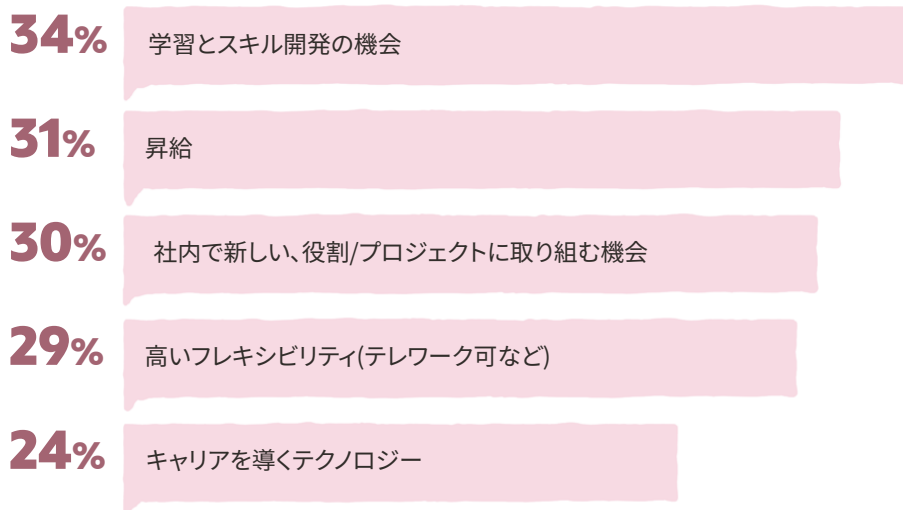 34% 学習とスキル開発の機会
31% 昇給
30% 社内で新しい、役割/プロジェクトに取り組む機会
29% 高いフレキシビリティ(テレワーク可など)
24% キャリアを導くテクノロジー